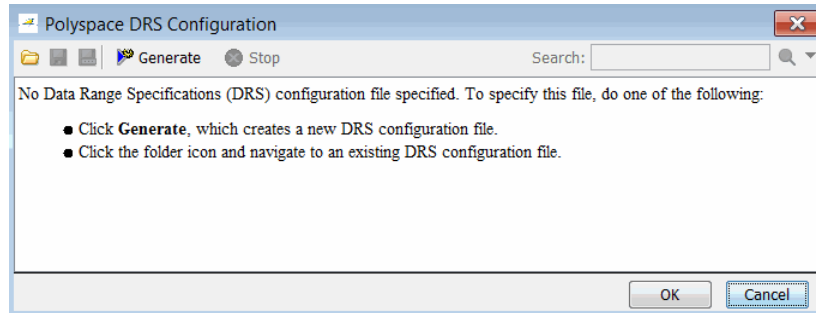 Polyspace DRS Configuration
Generate Stop Search:
No Data Range Specifications (DRS) configuration file specified. To specify this file, do one of the following:
Click Generate, which creates a new DRS configuration file.
Click the folder icon and navigate to an existing DRS configuration file.
OK Cancel